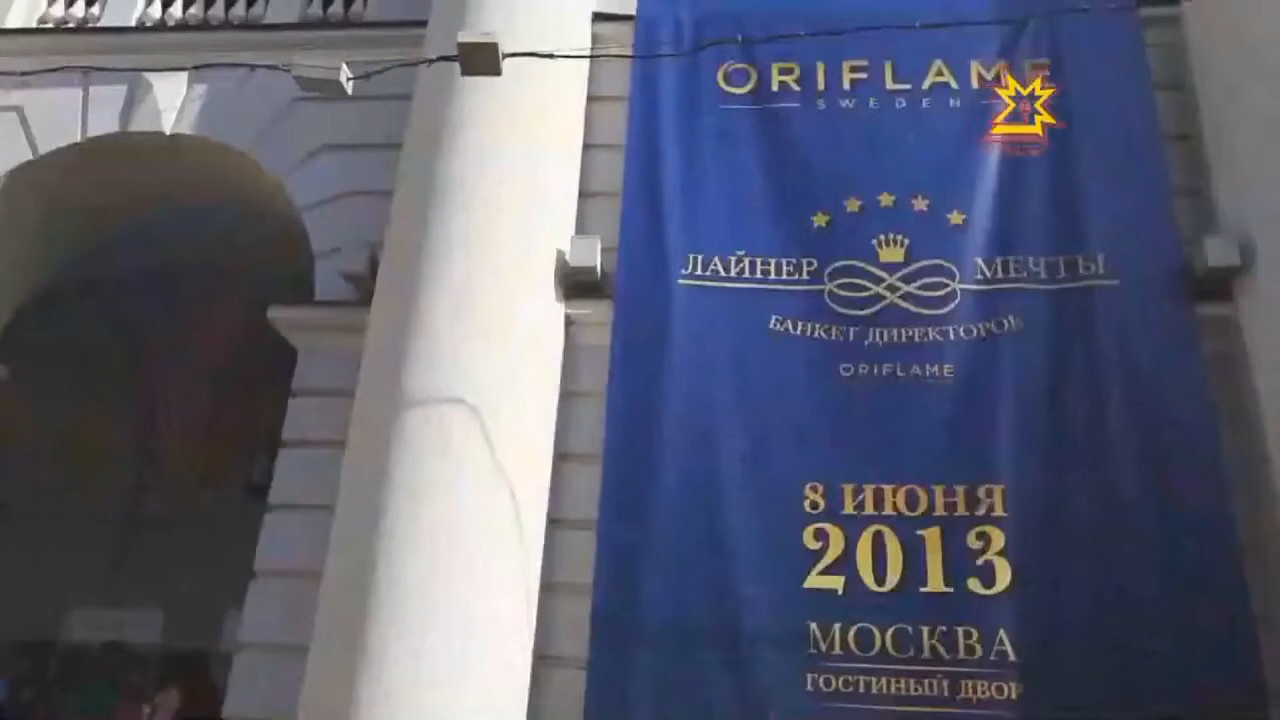 ORIFLAME
SWEDEN
ЛАЙНЕР МЕЧТЫ
БАНКЕТ ДИРЕКТОРОВ
ORIFLAME
8 ИЮНЯ
2013
МОСКВА
ГОСТИНЫЙ ДВОР